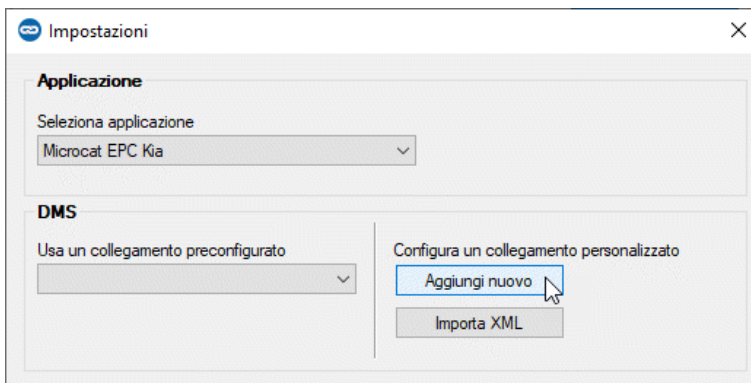 Impostazioni
Applicazione
Seleziona applicazione
Microcat EPC Kia
DMS
Usa un collegamento preconfigurato
Configura un collegamento personalizzato
Aggiungi nuovo
Importa XML